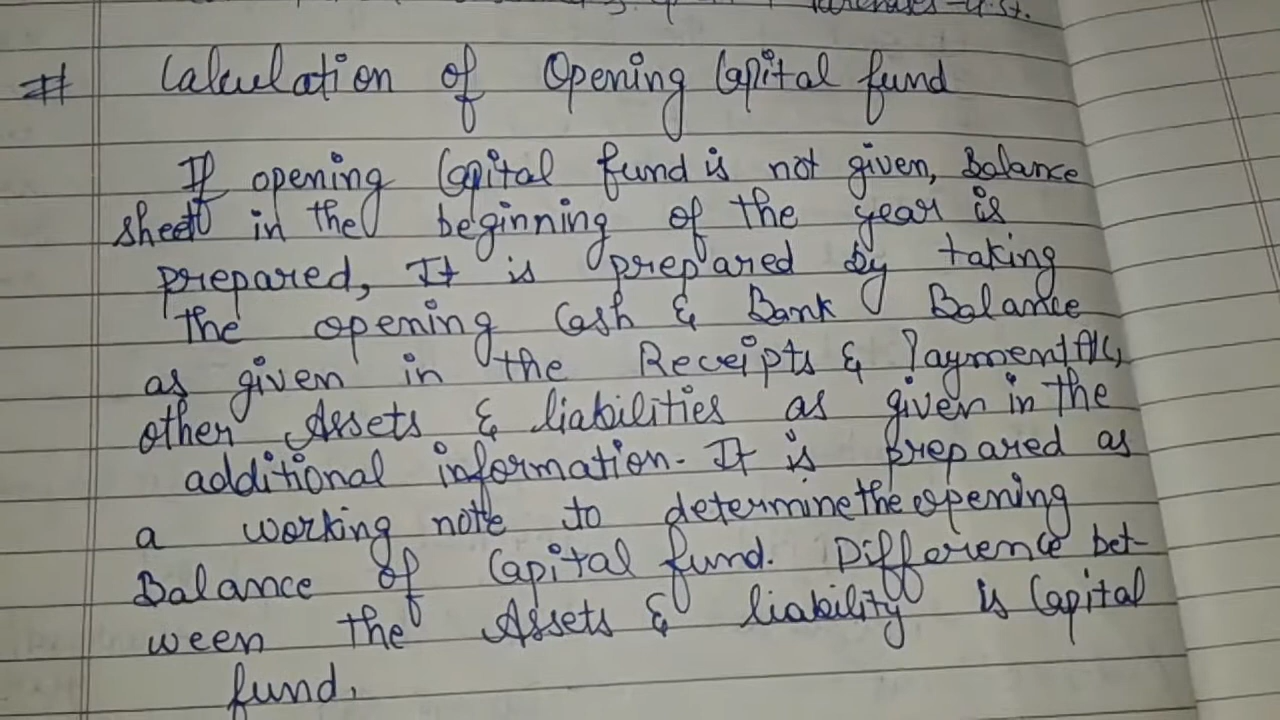 # Calculation of Opening Capital fund
If opening Capital fund is not given, Balance
sheet in the beginning of the year is
prepared, It is prepared by taking
the opening Cash & Bank Balance
as given in the Receipts & Payment A/c,
other Assets & liabilities as given in the
additional information. It is prepared as
a working note to determine the opening
Balance of Capital fund. Difference bet-
ween the Assets & liability is Capital
fund.